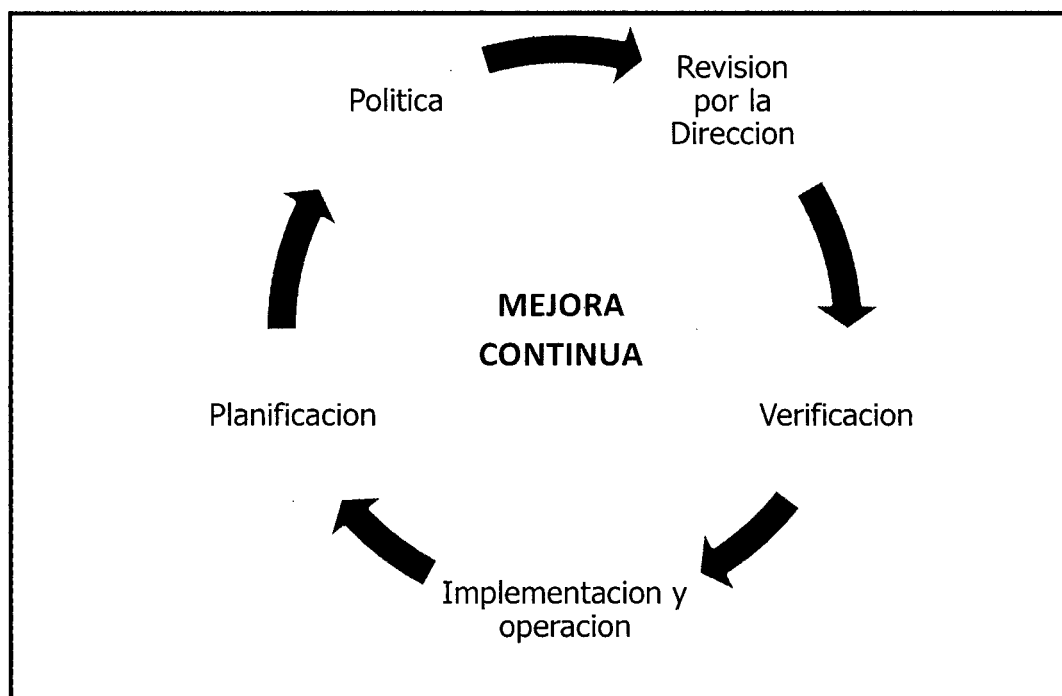 Politica
Revision
por la
Direccion
MEJORA
CONTINUA
Planificacion
Verificacion
Implementacion y
operacion